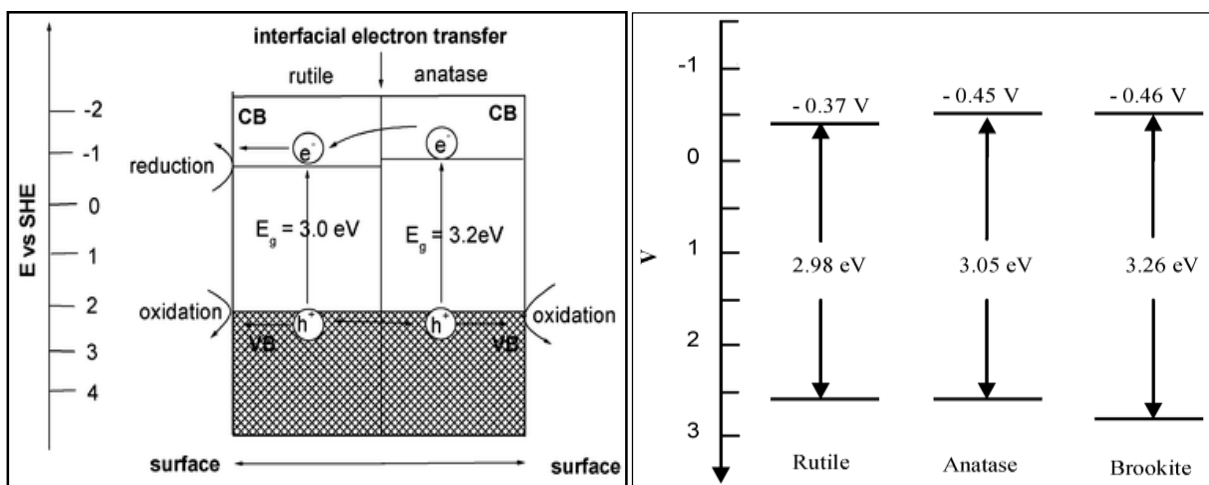 interfacial electron transfer
rutile
anatase
E vs SHE
-2
-1
0
1
2
3
4
CB
CB
e-
e-
reduction
Eg = 3.0 eV
Eg = 3.2eV
oxidation
h+
h+
oxidation
VB
VB
surface
surface
V
-1
0
1
2
3
- 0.37 V
- 0.45 V
- 0.46 V
2.98 eV
3.05 eV
3.26 eV
Rutile
Anatase
Brookite